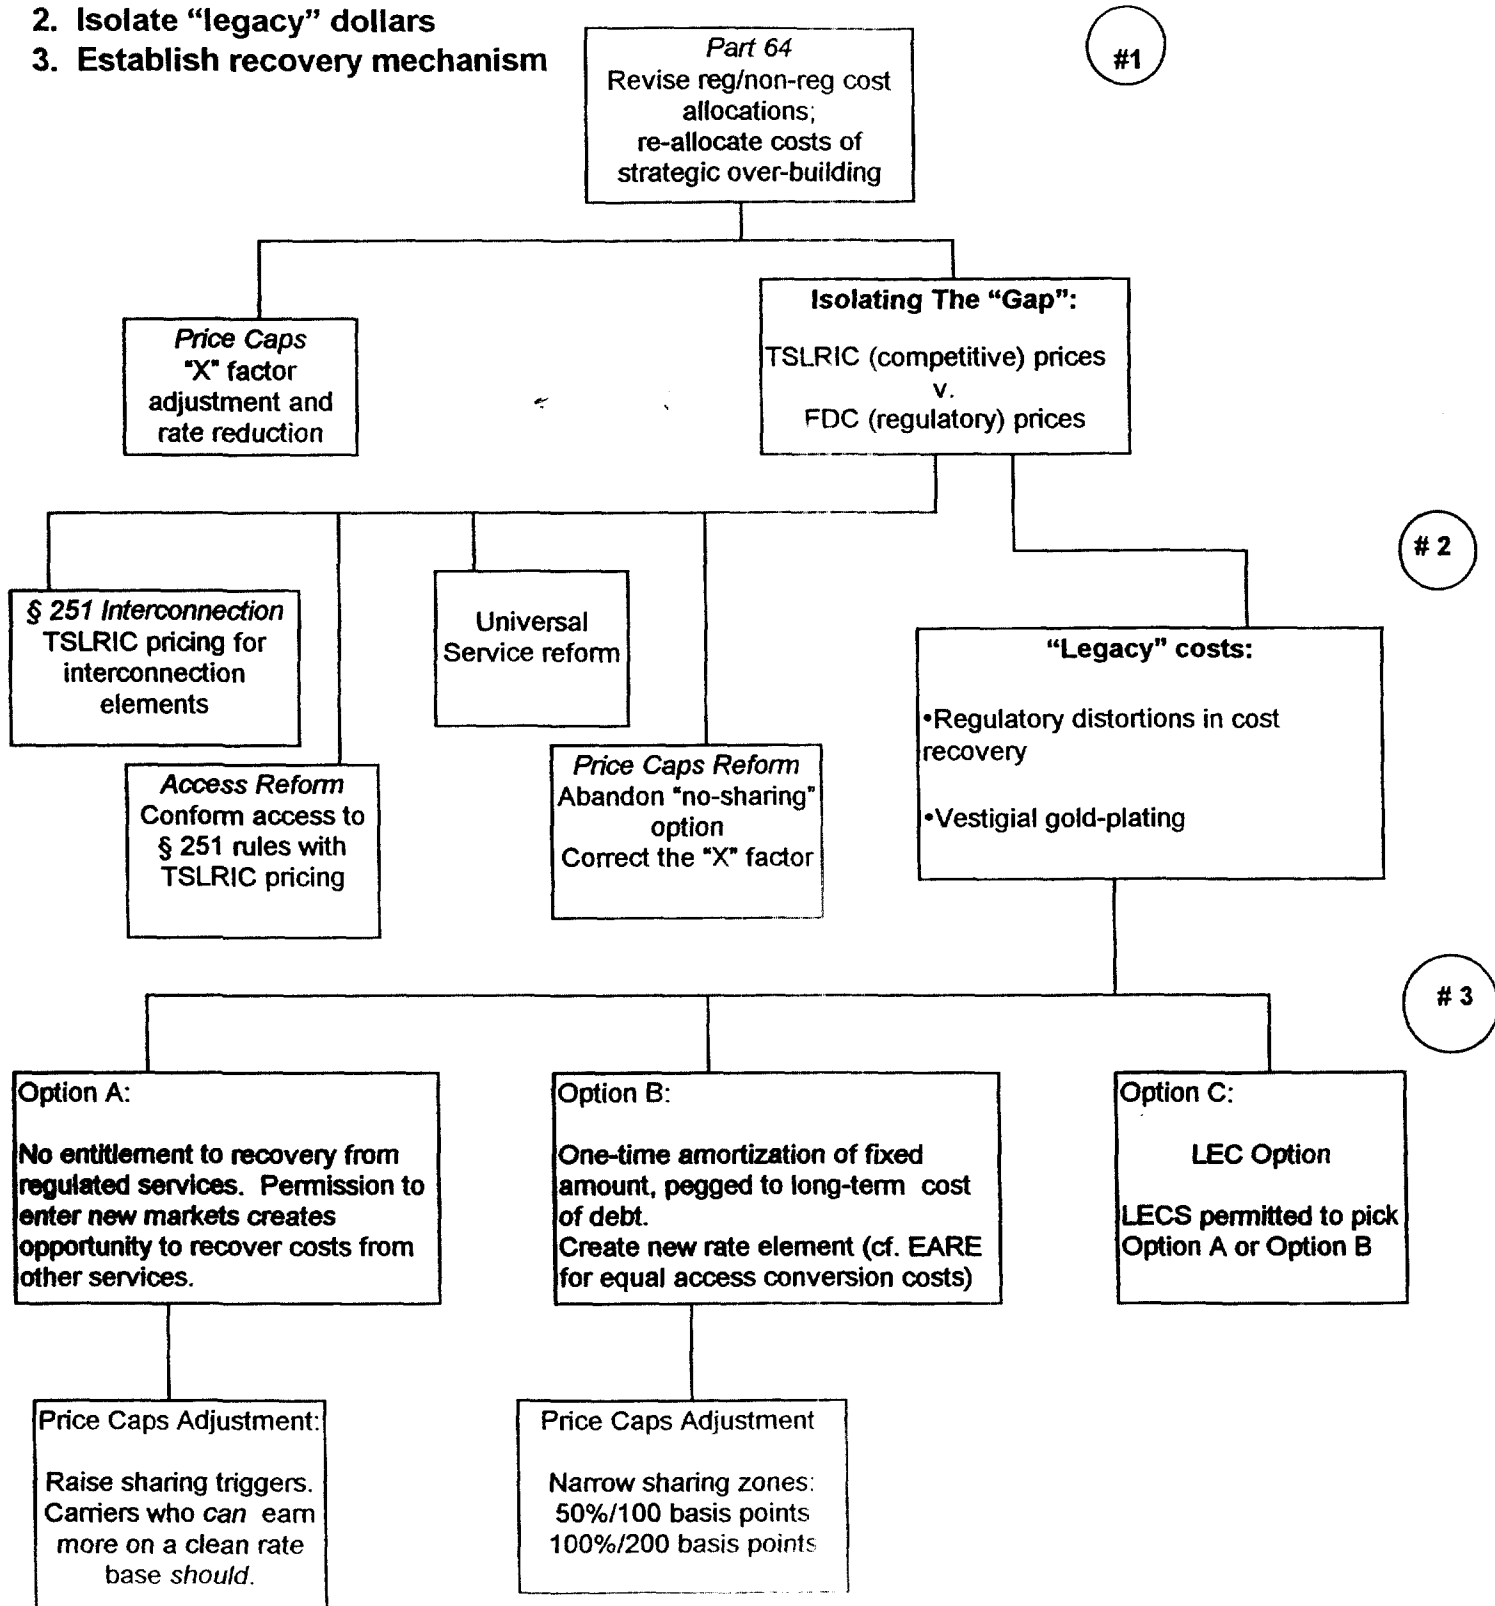 2. Isolate “legacy” dollars
3. Establish recovery mechanism
#1
Part 64
Revise reg/non-reg cost
allocations;
re-allocate costs of
strategic over-building
Price Caps
"X" factor
adjustment and
rate reduction
Isolating The “Gap”:
TSLRIC (competitive) prices
v.
FDC (regulatory) prices
# 2
§ 251 Interconnection
TSLRIC pricing for
interconnection
elements
Universal
Service reform
Access Reform
Conform access to
§ 251 rules with
TSLRIC pricing
Price Caps Reform
Abandon "no-sharing"
option
Correct the "X" factor
“Legacy” costs:
•Regulatory distortions in cost
recovery
•Vestigial gold-plating
# 3
Option A:
No entitlement to recovery from
regulated services. Permission to
enter new markets creates
opportunity to recover costs from
other services.
Option B:
One-time amortization of fixed
amount, pegged to long-term cost
of debt.
Create new rate element (cf. EARE
for equal access conversion costs)
Option C:
LEC Option
LECS permitted to pick
Option A or Option B
Price Caps Adjustment:
Raise sharing triggers.
Carriers who can earn
more on a clean rate
base should.
Price Caps Adjustment
Narrow sharing zones:
50%/100 basis points
100%/200 basis points